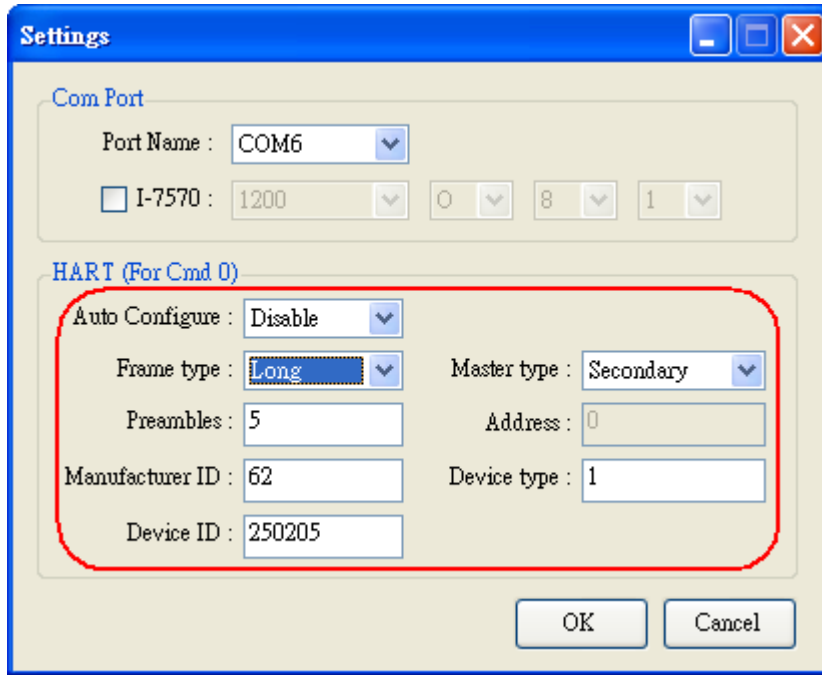 Settings
Com Port
Port Name : COM6
I-7570 : 1200 O 8 1
HART (For Cmd 0)
Auto Configure : Disable
Frame type : Long Master type : Secondary
Preambles : 5 Address : 0
Manufacturer ID : 62 Device type : 1
Device ID : 250205
OK Cancel